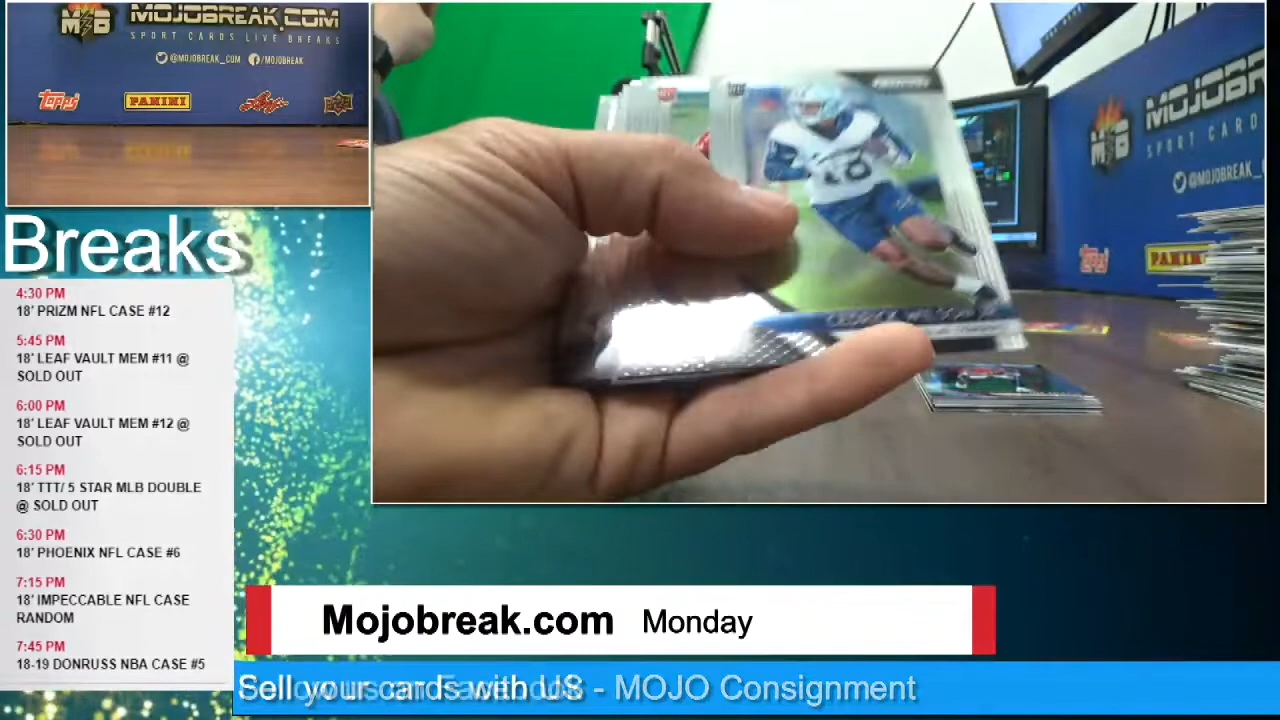 MOJOBREAK.COM
SPORT CARDS LIVE BREAKS
@MOJOBREAK_COM /MOJOBREAK
Topps PANINI Leaf UPPER DECK
Breaks
4:30 PM
18' PRIZM NFL CASE #12
5:45 PM
18' LEAF VAULT MEM #11 @
SOLD OUT
6:00 PM
18' LEAF VAULT MEM #12 @
SOLD OUT
6:15 PM
18' TTT/ 5 STAR MLB DOUBLE
@ SOLD OUT
6:30 PM
18' PHOENIX NFL CASE #6
7:15 PM
18' IMPECCABLE NFL CASE
RANDOM
7:45 PM
18-19 DONRUSS NBA CASE #5
MOJOBR
SPORT CARD
@MOJOBREAK_
Topps PANINI
Mojobreak.com Monday
Sell your cards with US - MOJO Consignment